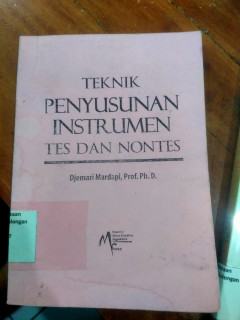 TEKNIK
PENYUSUNAN
INSTRUMEN
TES DAN NONTES
Djemari Mardapi, Prof. Ph. D.